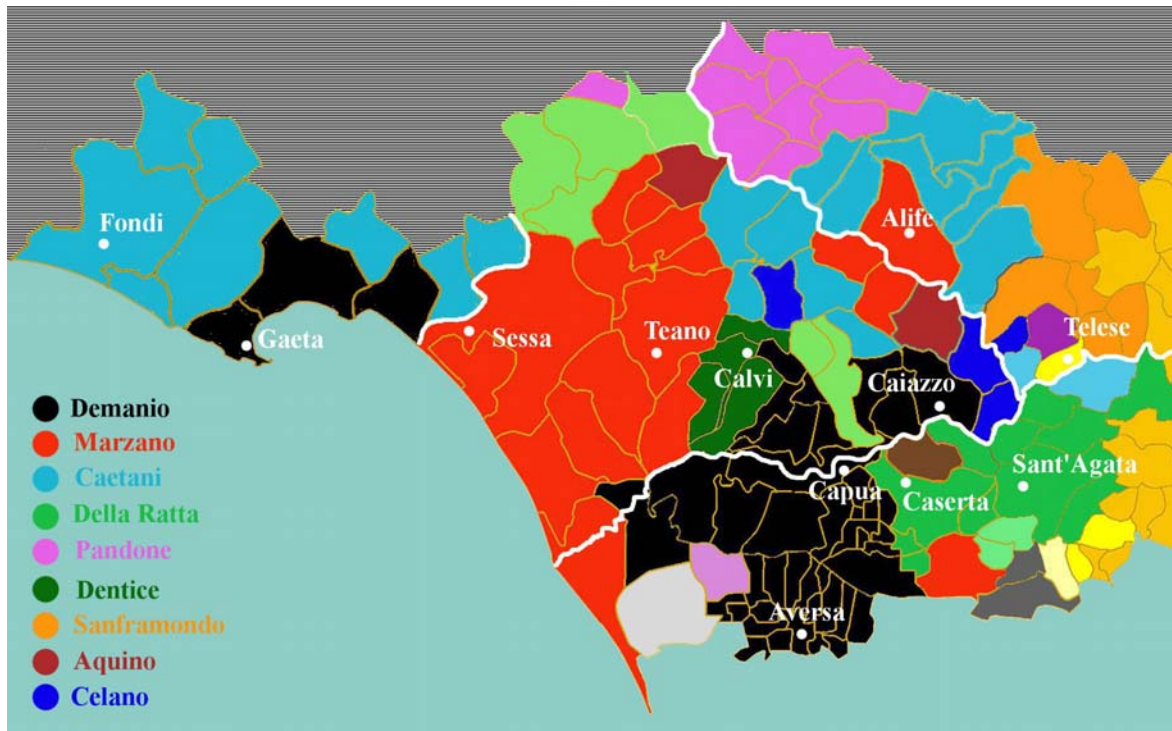 Fondi
Gaeta
Sessa
Teano
Alife
Telese
Calvi
Caiazzo
Capua
Caserta
Sant'Agata
Aversa
Demanio
Marzano
Caetani
Della Ratta
Pandone
Dentice
Sanframondo
Aquino
Celano